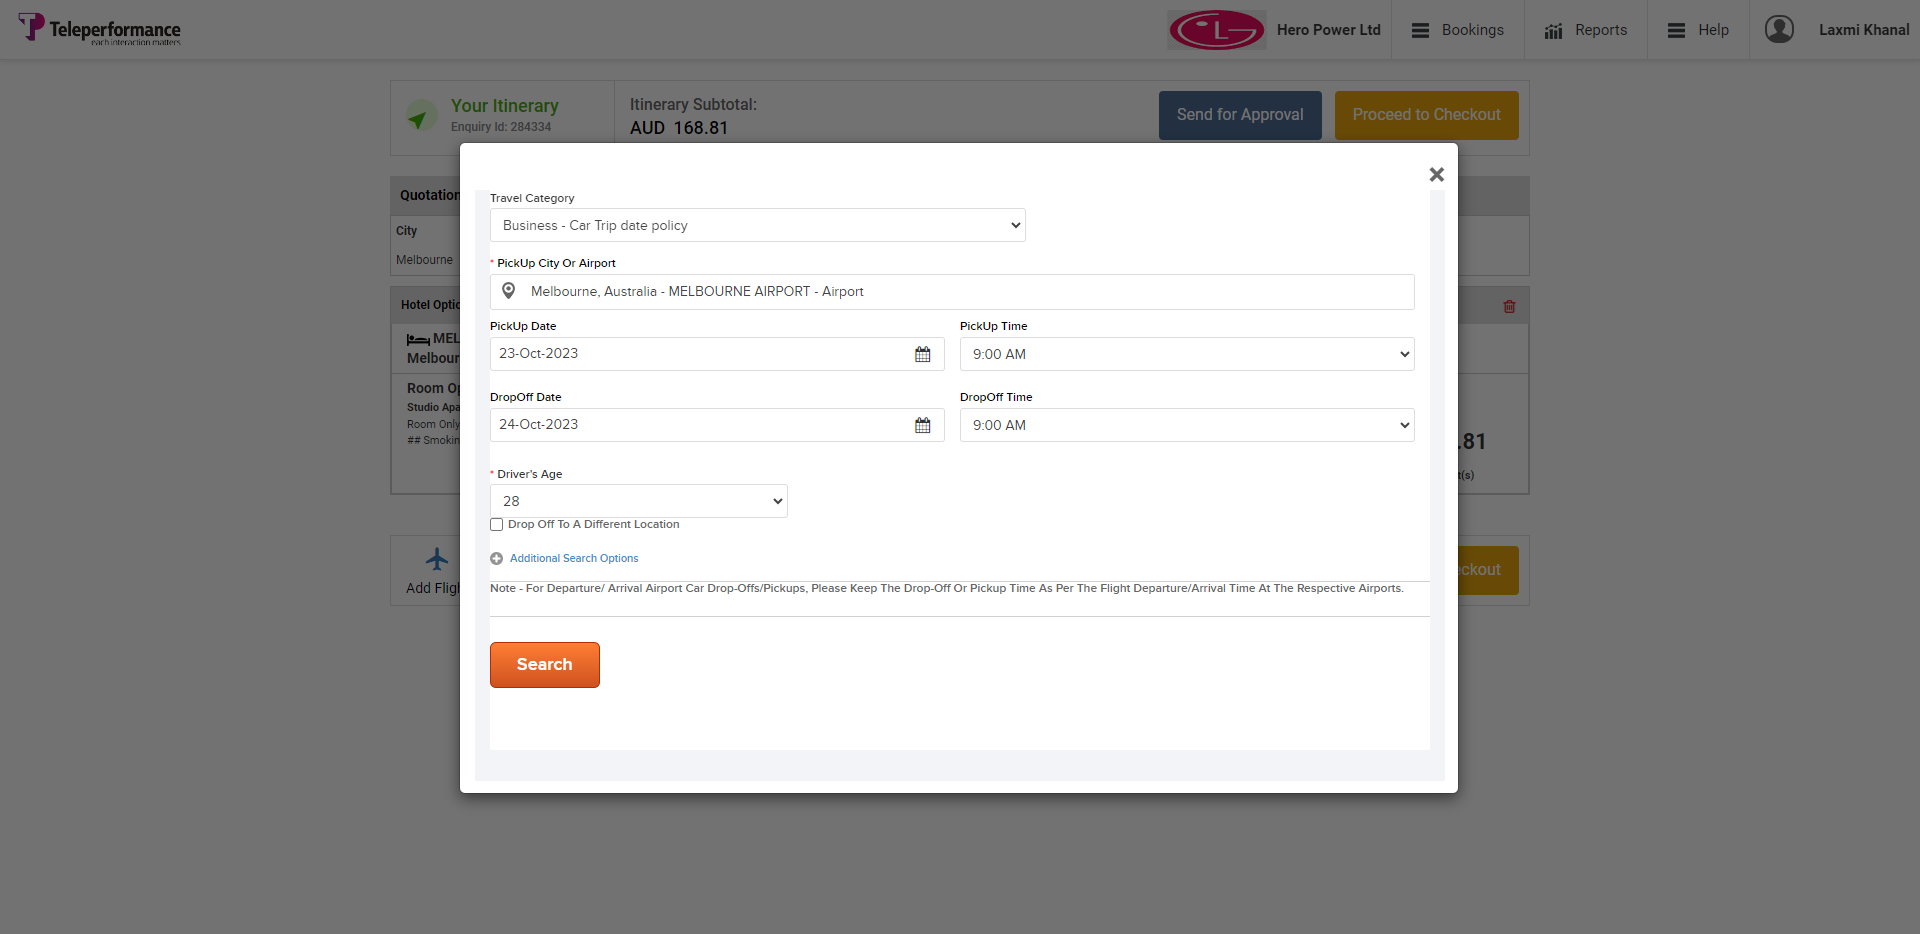 Teleperformance
each interaction matters
LG
Hero Power Ltd
Bookings
Reports
Help
Laxmi Khanal
Your Itinerary
Enquiry Id: 284334
Itinerary Subtotal:
AUD 168.81
Send for Approval
Proceed to Checkout
Quotation
City
Melbourne
Hotel Optio
MEL
Melbour
Room Op
Studio Apa
Room Only
## Smokin
.81
t(s)
Add Fligh
eckout
×
Travel Category
Business - Car Trip date policy
* PickUp City Or Airport
Melbourne, Australia - MELBOURNE AIRPORT - Airport
PickUp Date
PickUp Time
23-Oct-2023
9:00 AM
DropOff Date
DropOff Time
24-Oct-2023
9:00 AM
* Driver's Age
28
Drop Off To A Different Location
Additional Search Options
Note - For Departure/ Arrival Airport Car Drop-Offs/Pickups, Please Keep The Drop-Off Or Pickup Time As Per The Flight Departure/Arrival Time At The Respective Airports.
Search